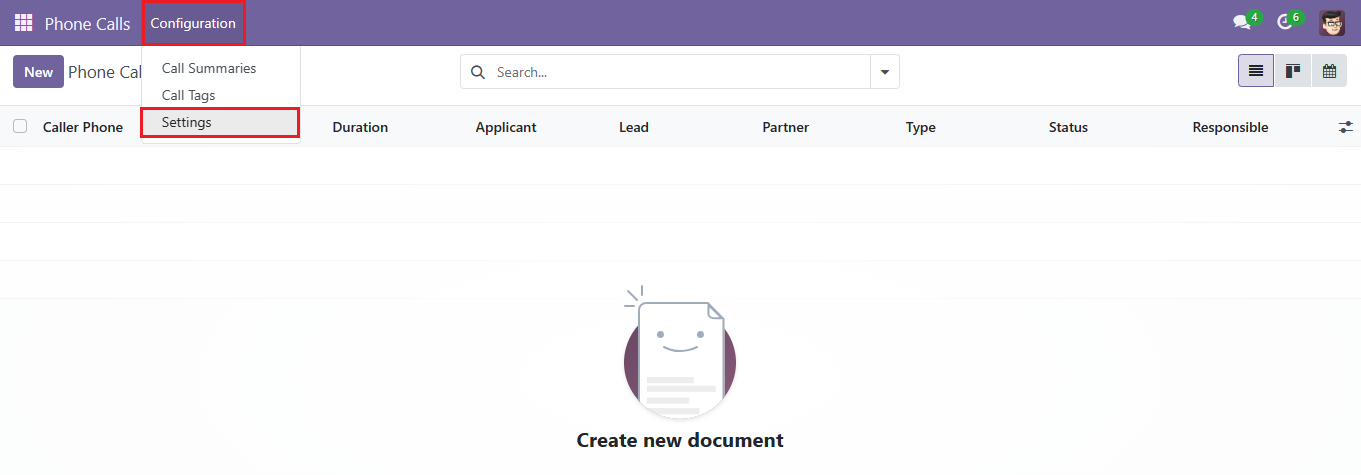 Phone Calls Configuration 4 6
New Phone Cal Search...
Call Summaries
Call Tags
Settings
Caller Phone Duration Applicant Lead Partner Type Status Responsible
Create new document